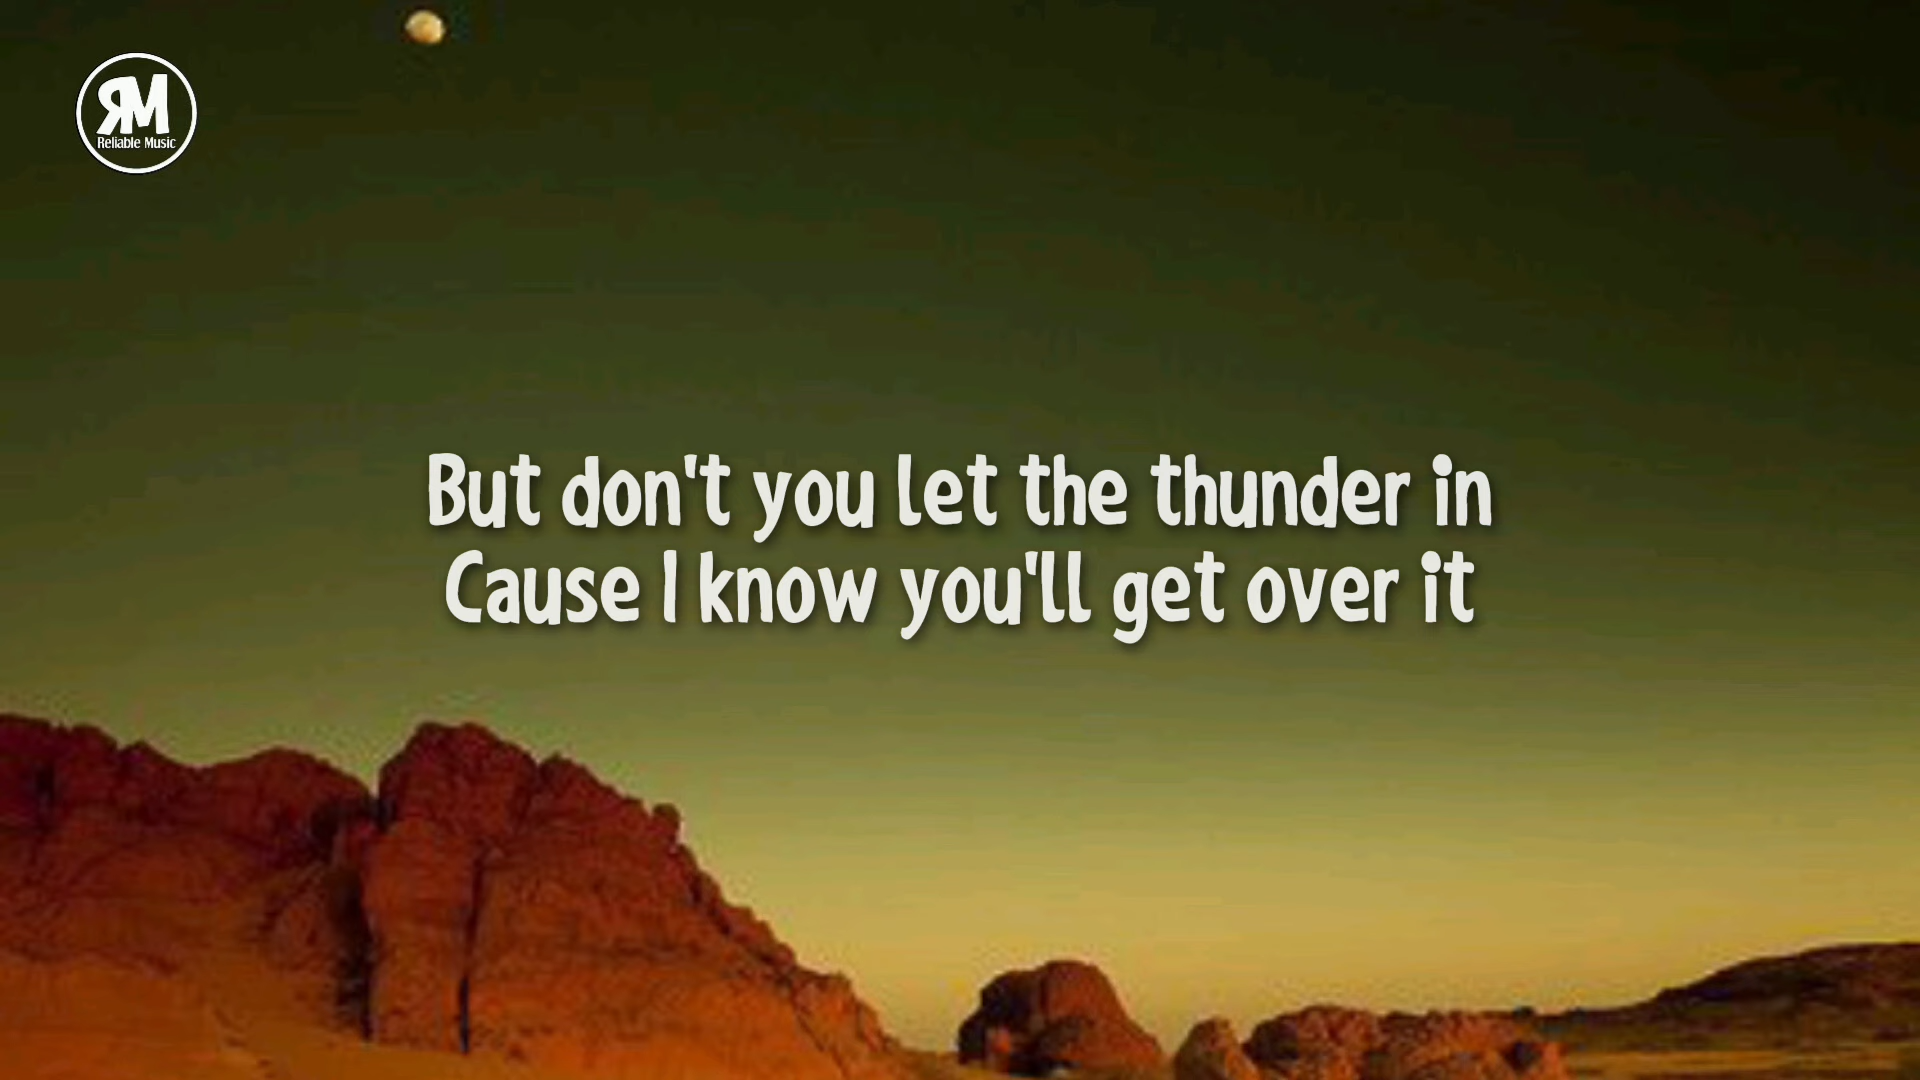 RM
Reliable Music
But don't you let the thunder in
Cause I know you'll get over it